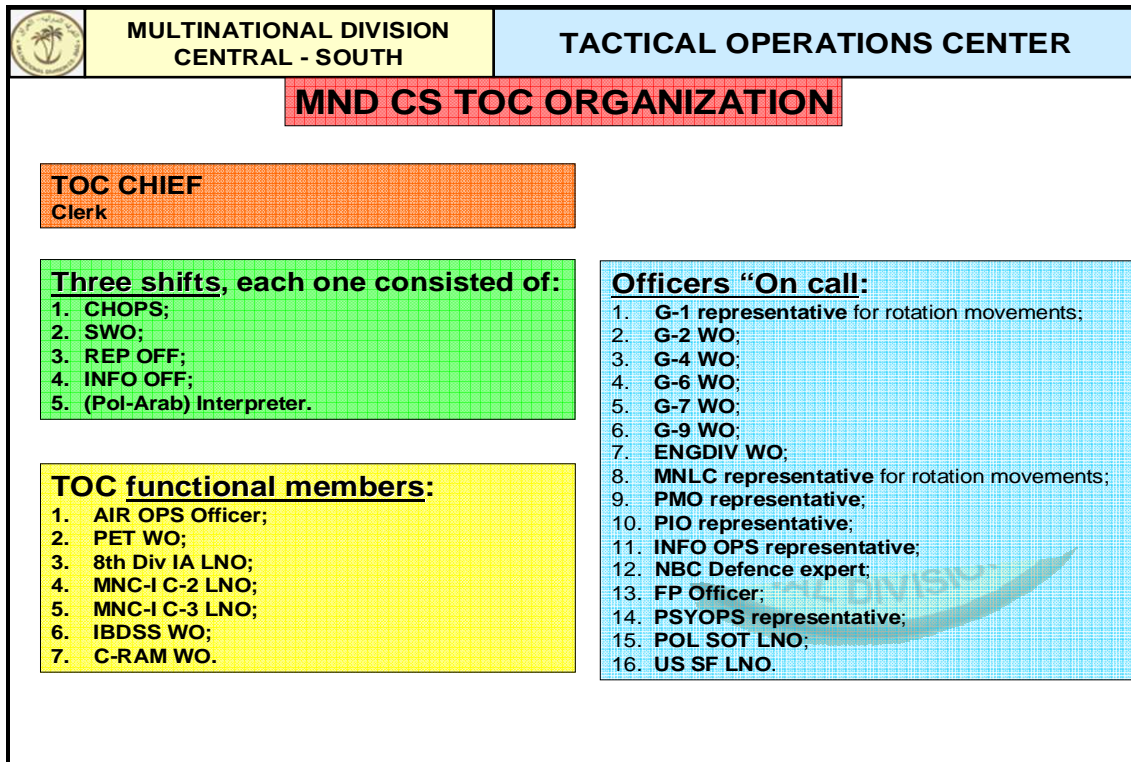 MULTINATIONAL DIVISION
CENTRAL - SOUTH
TACTICAL OPERATIONS CENTER
MND CS TOC ORGANIZATION
TOC CHIEF
Clerk
Three shifts, each one consisted of:
1. CHOPS;
2. SWO;
3. REP OFF;
4. INFO OFF;
5. (Pol-Arab) Interpreter.
TOC functional members:
1. AIR OPS Officer;
2. PET WO;
3. 8th Div IA LNO;
4. MNC-I C-2 LNO;
5. MNC-I C-3 LNO;
6. IBDSS WO;
7. C-RAM WO.
Officers “On call:
1. G-1 representative for rotation movements;
2. G-2 WO;
3. G-4 WO;
4. G-6 WO;
5. G-7 WO;
6. G-9 WO;
7. ENGDIV WO;
8. MNLC representative for rotation movements;
9. PMO representative;
10. PIO representative;
11. INFO OPS representative;
12. NBC Defence expert;
13. FP Officer;
14. PSYOPS representative;
15. POL SOT LNO;
16. US SF LNO.